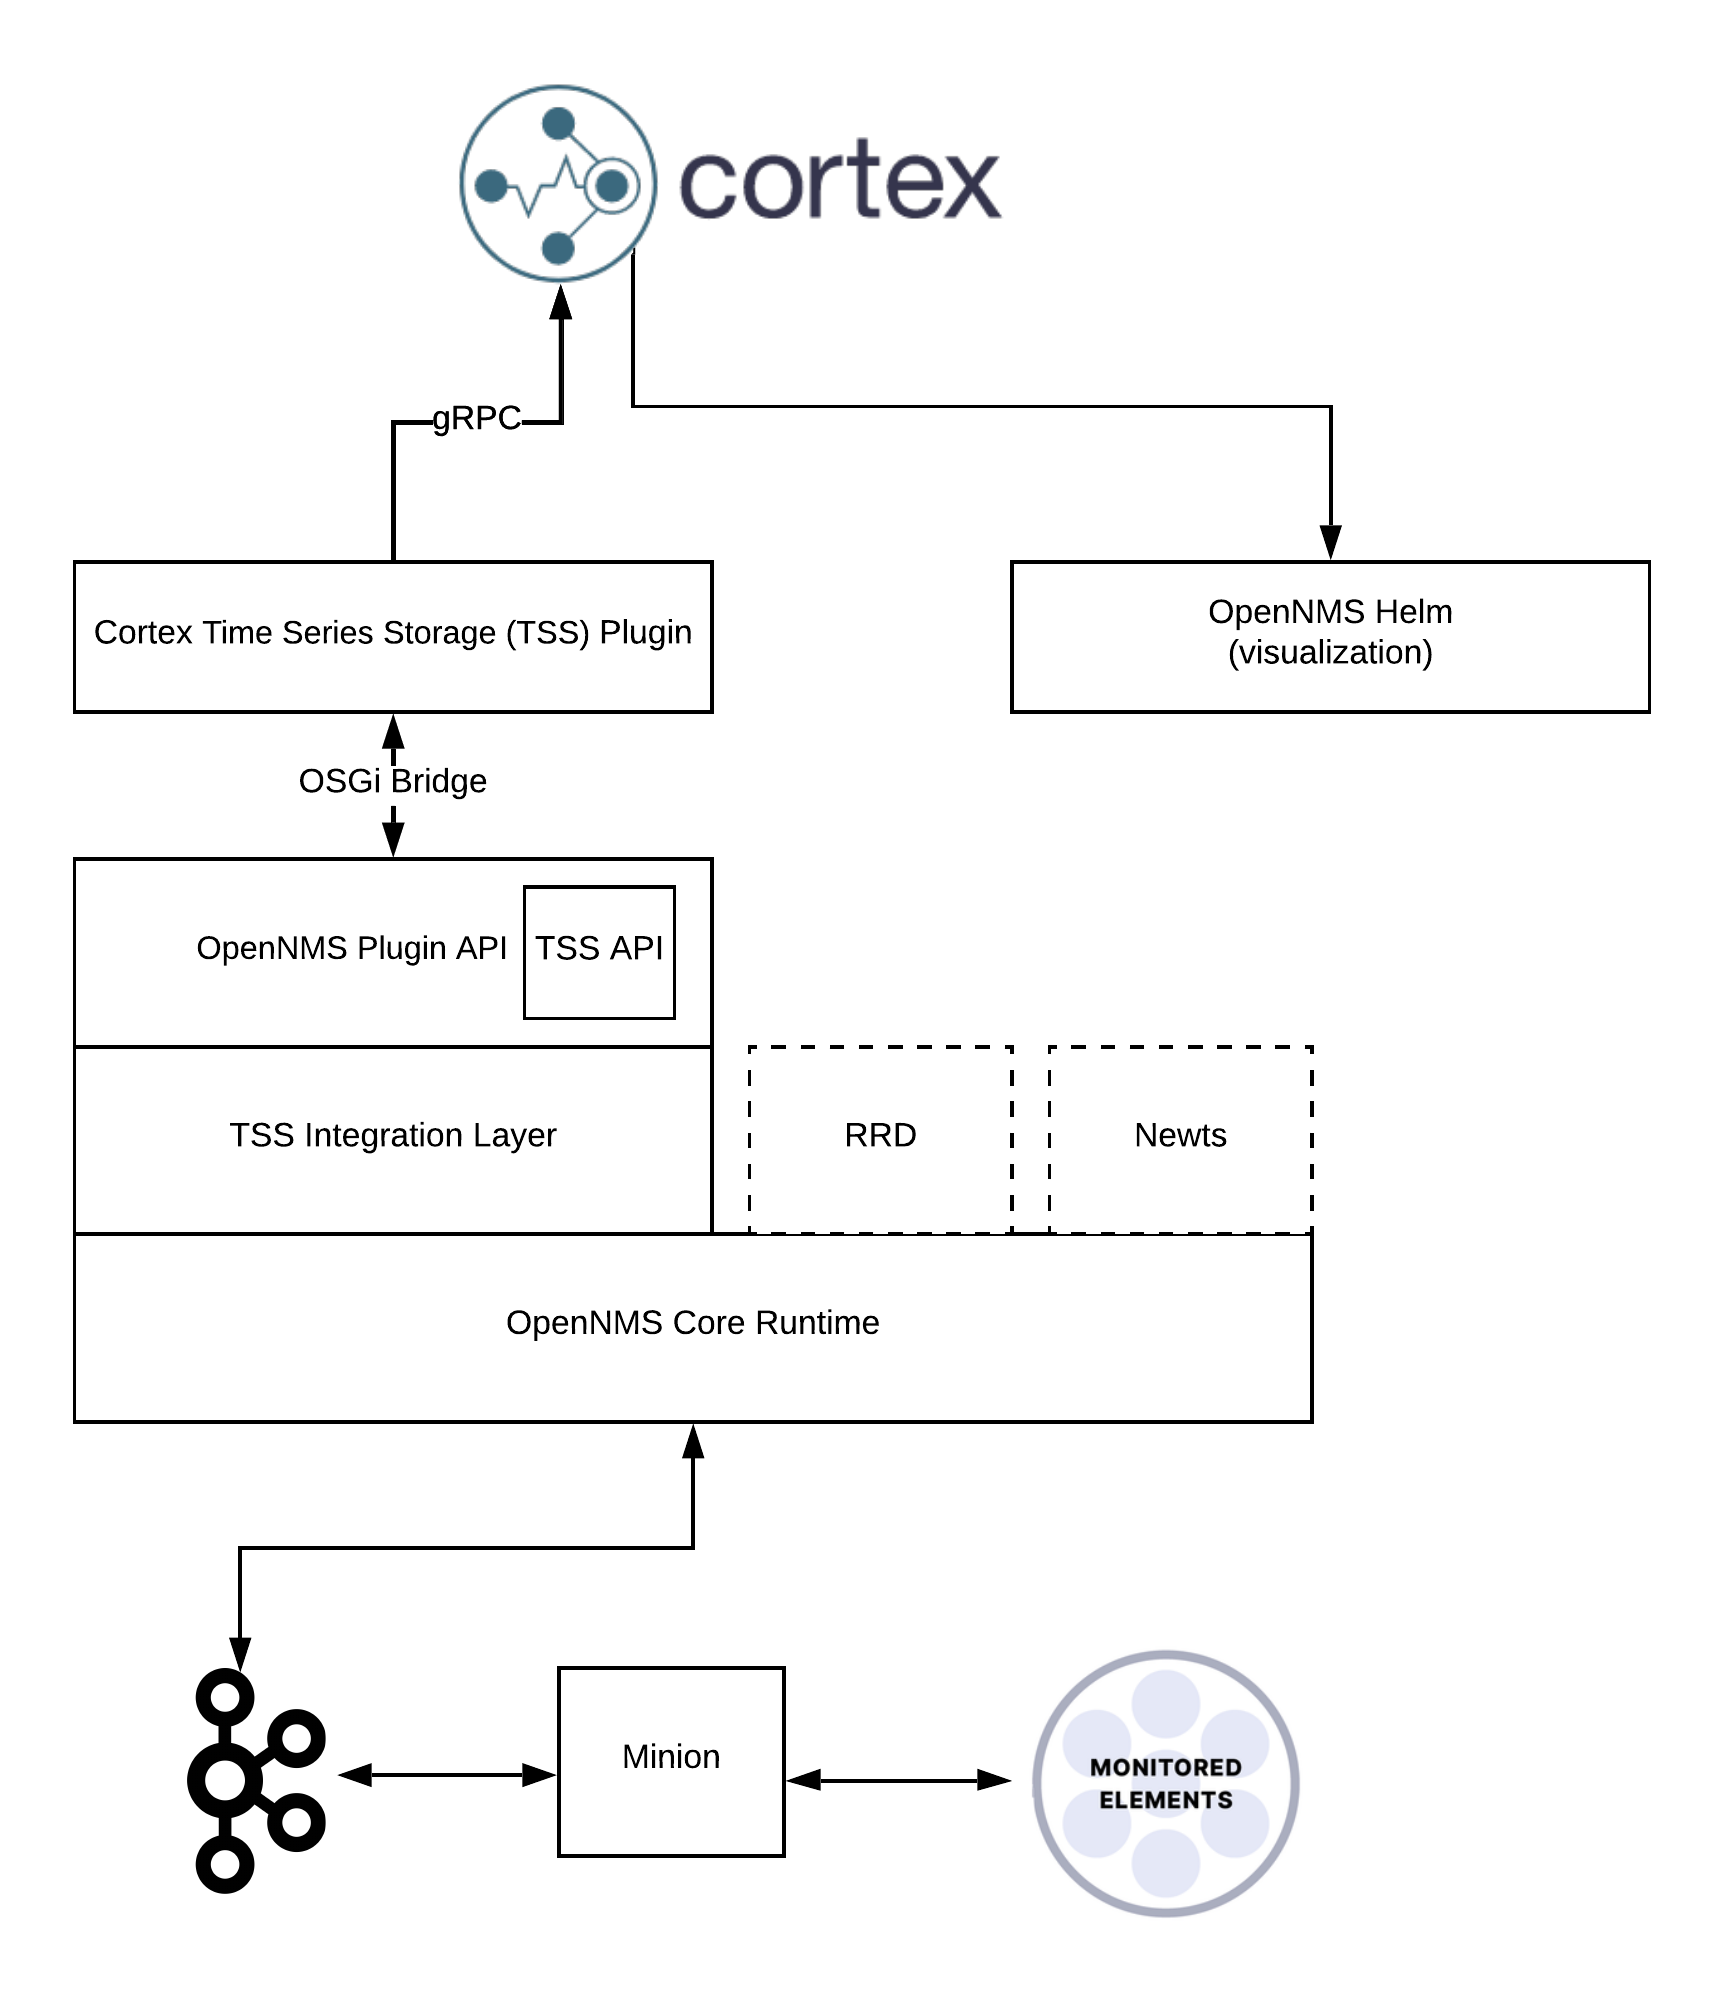 cortex
gRPC
Cortex Time Series Storage (TSS) Plugin
OpenNMS Helm
(visualization)
OSGi Bridge
OpenNMS Plugin API
TSS API
TSS Integration Layer
RRD
Newts
OpenNMS Core Runtime
Minion
MONITORED
ELEMENTS